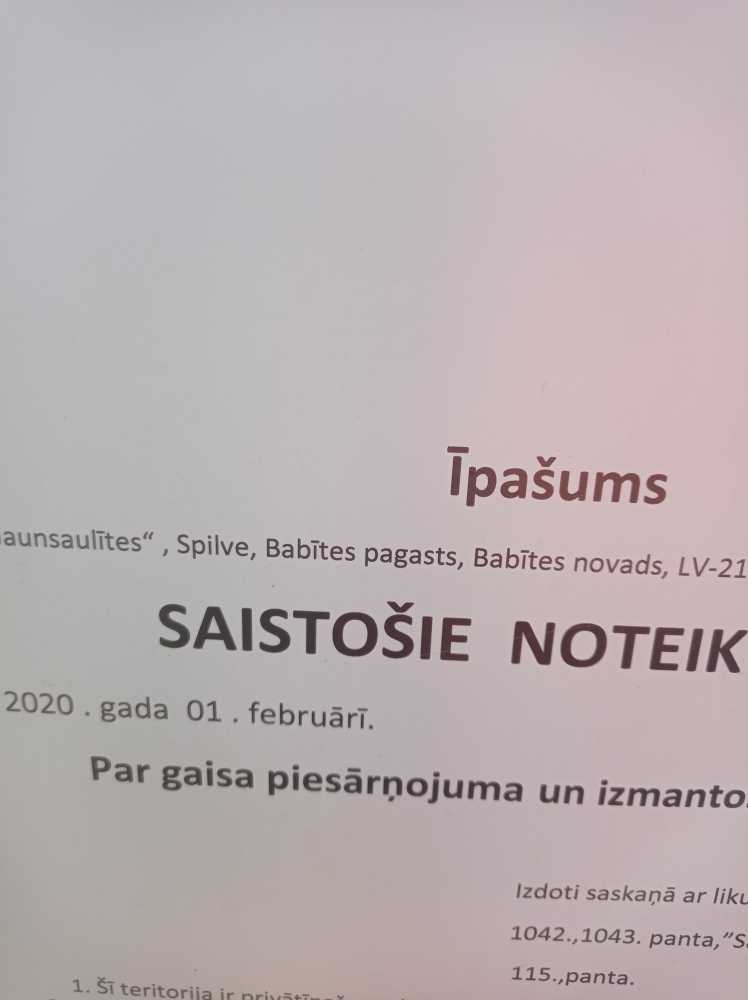 Īpašums
aunsaulītes“ , Spilve, Babītes pagasts, Babītes novads, LV-21
SAISTOŠIE NOTEIK
2020 . gada 01 . februārī.
Par gaisa piesārņojuma un izmanto
Izdoti saskaņā ar liku
1042.,1043. panta,”S
115.,panta.
1. Šī teritorija ir